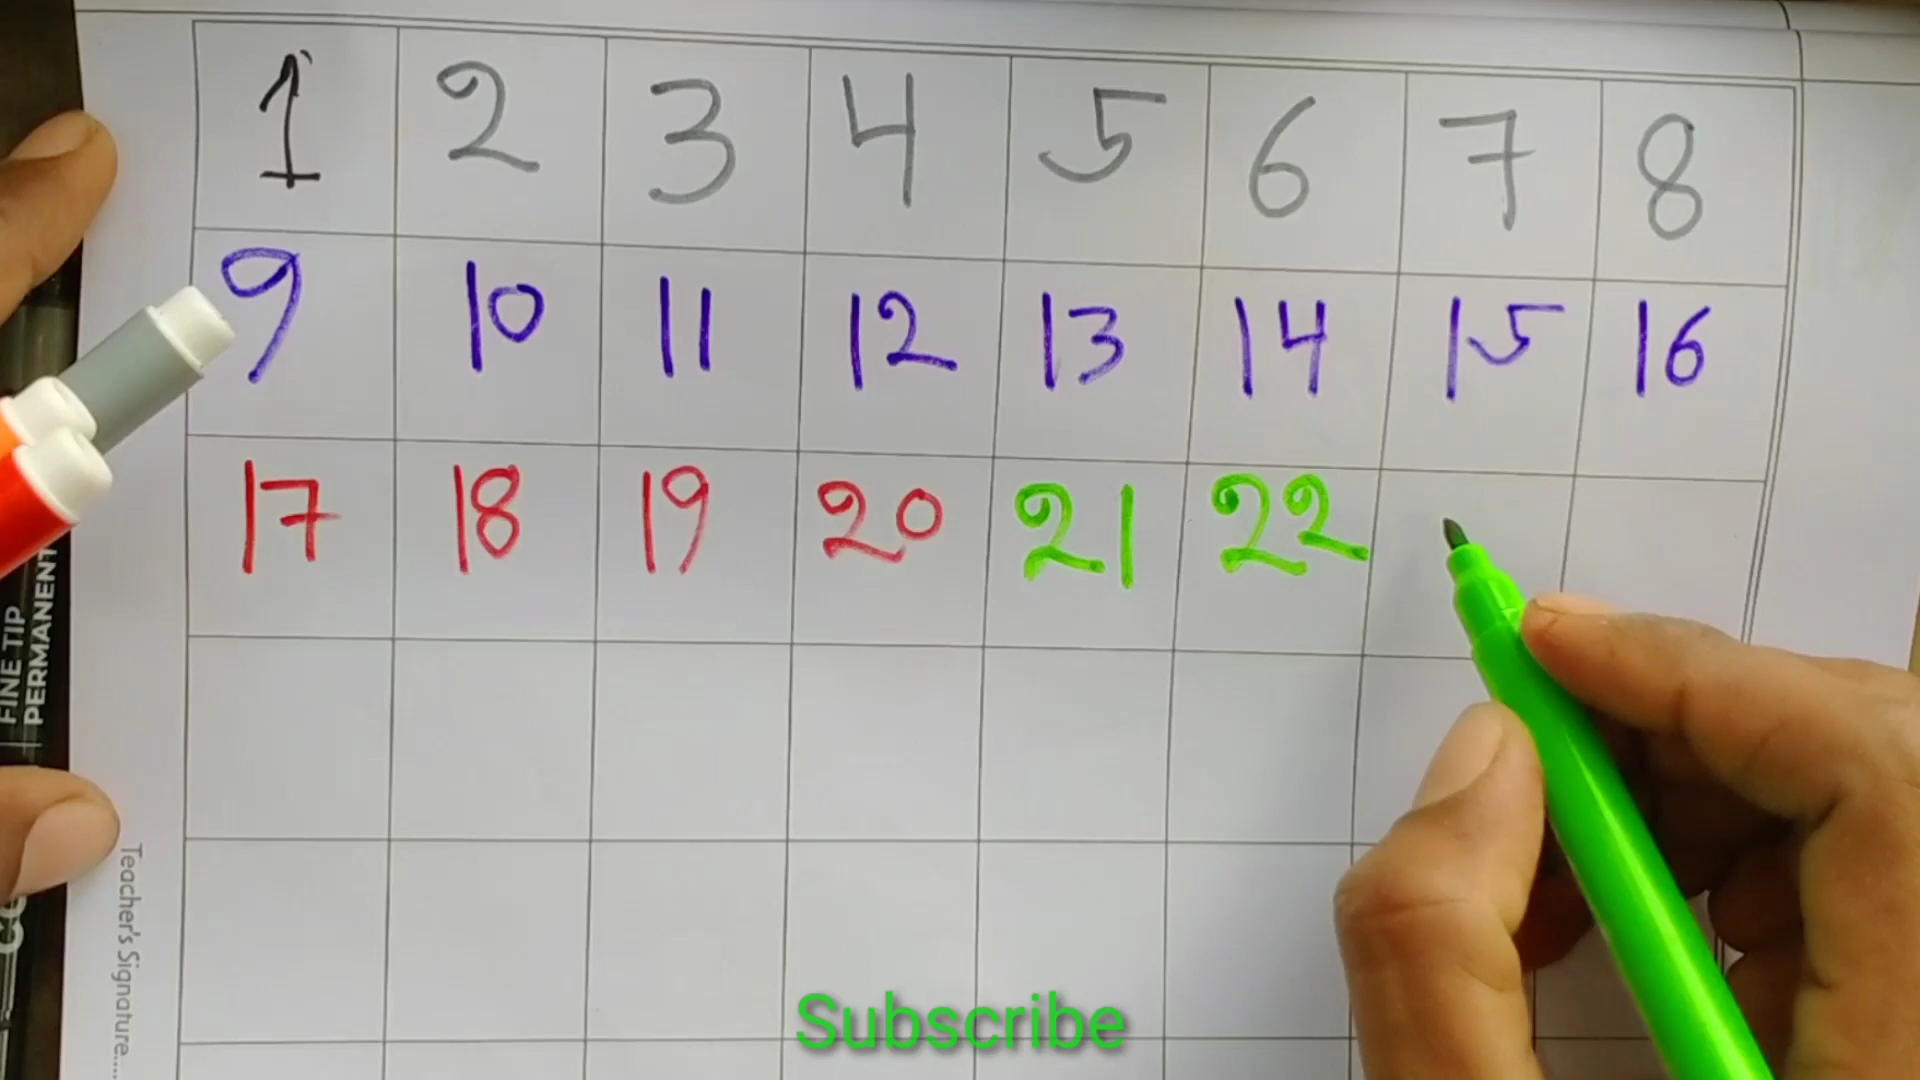 1 2 3 4 5 6 7 8
9 10 11 12 13 14 15 16
17 18 19 20 21 22
FINE TIP
PERMANENT
Teacher's Signature....
Subscribe